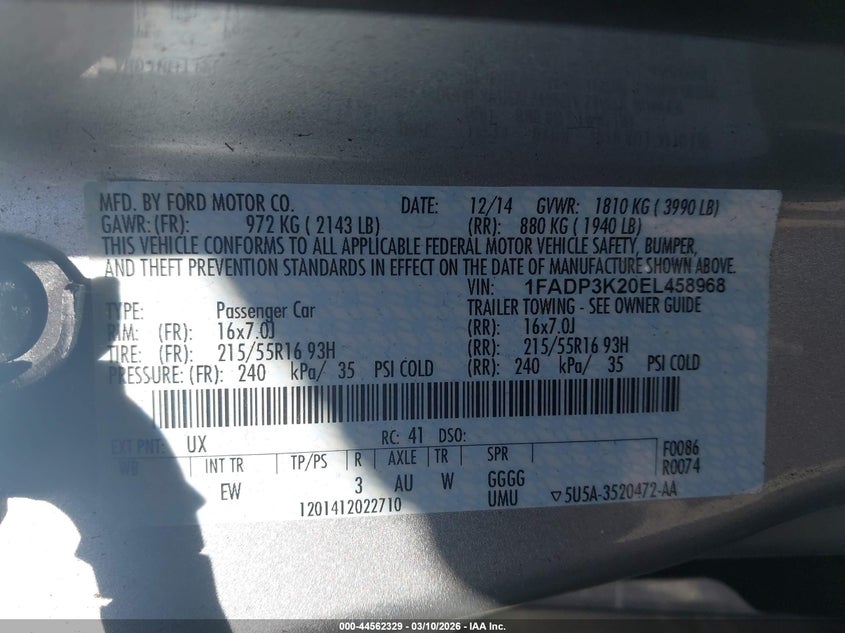 MFD. BY FORD MOTOR CO. DATE: 12/14 GVWR: 1810 KG ( 3990 LB)
GAWR: (FR): 972 KG ( 2143 LB) (RR): 880 KG ( 1940 LB)
THIS VEHICLE CONFORMS TO ALL APPLICABLE FEDERAL MOTOR VEHICLE SAFETY, BUMPER,
AND THEFT PREVENTION STANDARDS IN EFFECT ON THE DATE OF MANUFACTURE SHOWN ABOVE.
VIN: 1FADP3K20EL458968
TYPE: Passenger Car TRAILER TOWING - SEE OWNER GUIDE
RIM: (FR): 16x7.0J (RR): 16x7.0J
TIRE: (FR): 215/55R16 93H (RR): 215/55R16 93H
PRESSURE: (FR): 240 kPa/ 35 PSI COLD (RR): 240 kPa/ 35 PSI COLD
EXT PNT: UX RC: 41 DSO: F0086
WB INT TR TP/PS R AXLE TR SPR R0074
EW 3 AU W GGGG
UMU ▽5U5A-3520472-AA
1201412022710
000-44562329 — 03/10/2026 — IAA Inc.